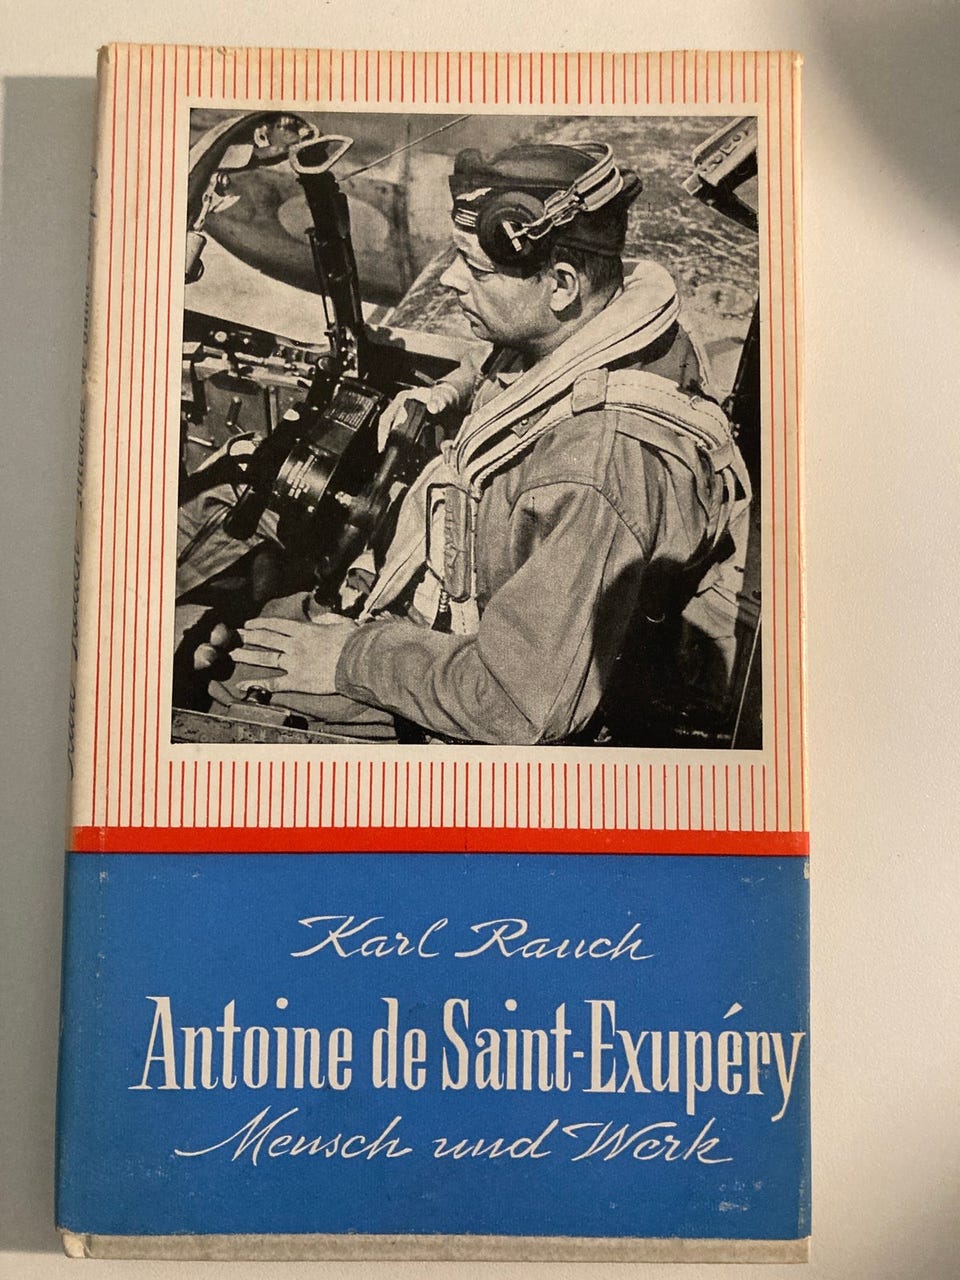 Karl Rauch
Antoine de Saint-Exupéry
Mensch und Werk